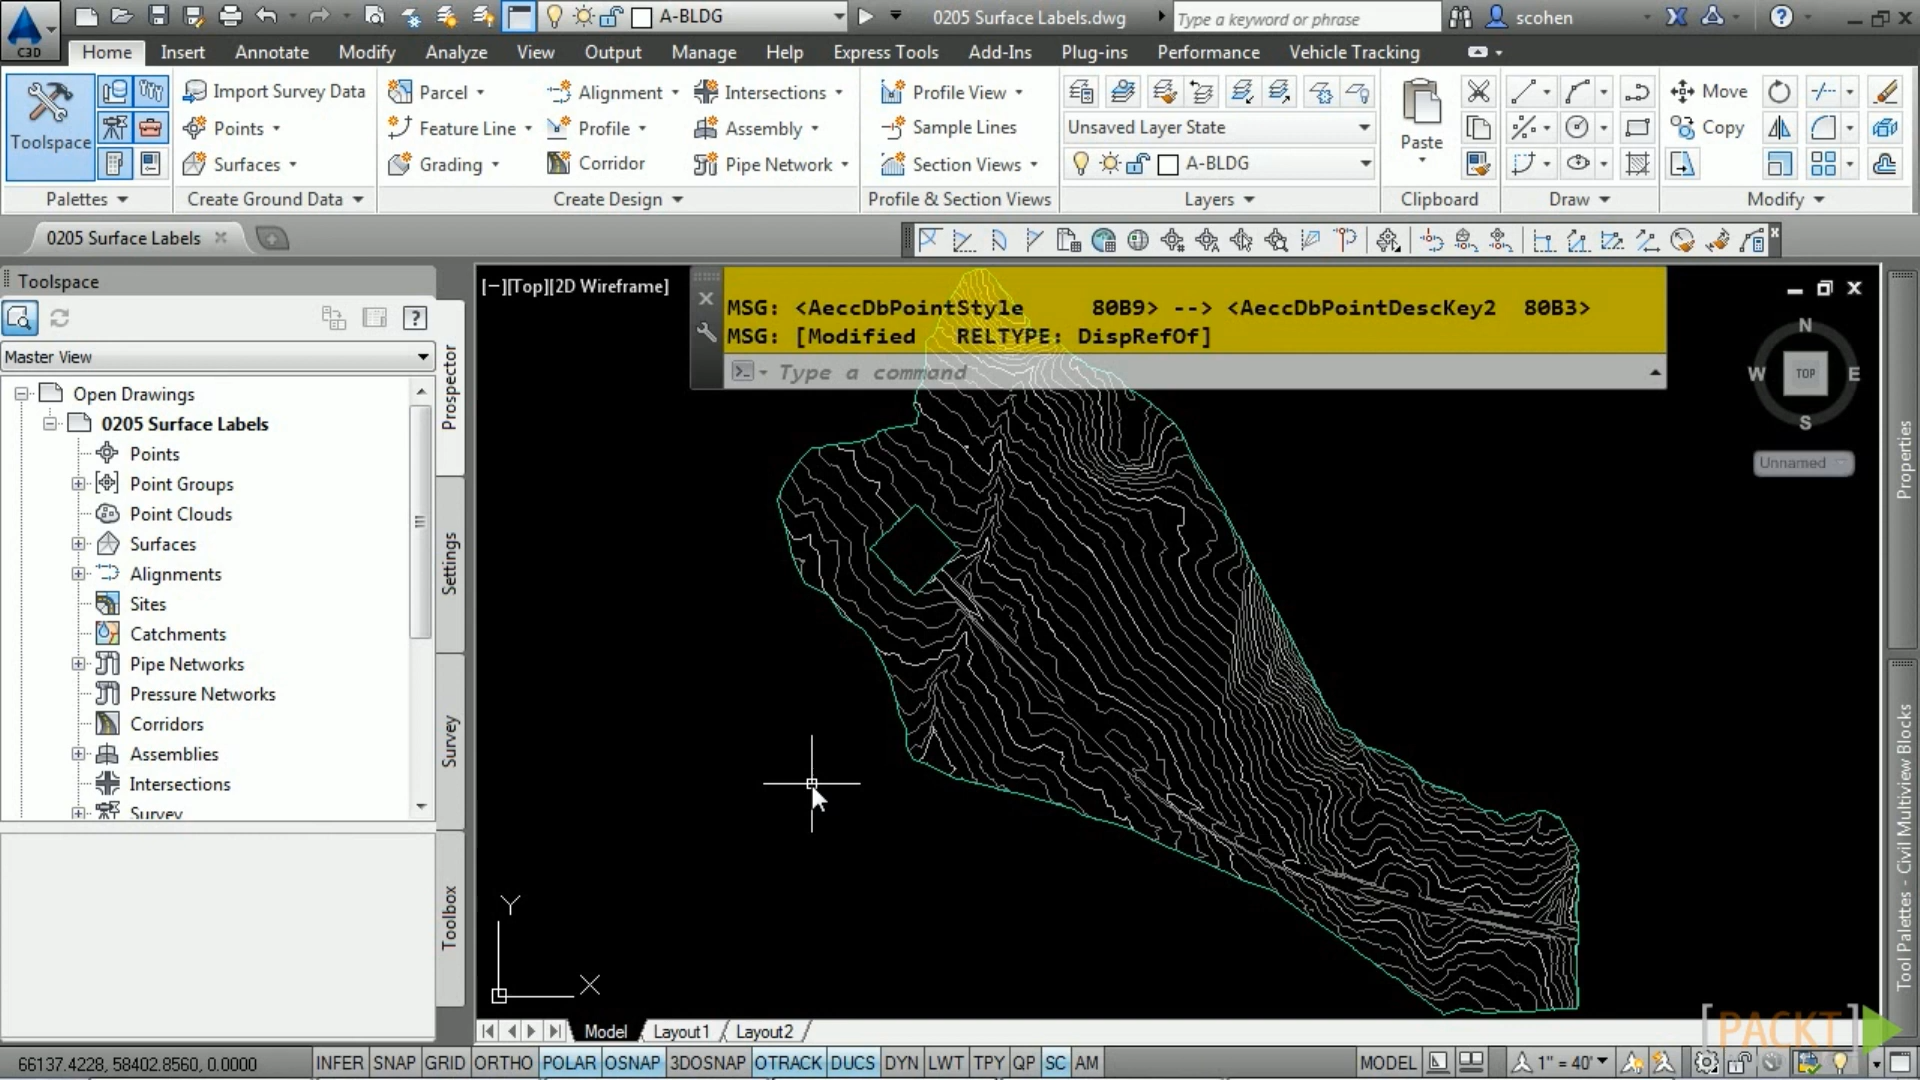 C3D
A-BLDG
0205 Surface Labels.dwg
Type a keyword or phrase
scohen
Home Insert Annotate Modify Analyze View Output Manage Help Express Tools Add-Ins Plug-ins Performance Vehicle Tracking
Toolspace
Import Survey Data
Points
Surfaces
Parcel
Feature Line
Grading
Alignment
Profile
Corridor
Intersections
Assembly
Pipe Network
Profile View
Sample Lines
Section Views
Unsaved Layer State
A-BLDG
Paste
Move
Copy
Palettes
Create Ground Data
Create Design
Profile & Section Views
Layers
Clipboard
Draw
Modify
0205 Surface Labels
Toolspace
Master View
Open Drawings
0205 Surface Labels
Points
Point Groups
Point Clouds
Surfaces
Alignments
Sites
Catchments
Pipe Networks
Pressure Networks
Corridors
Assemblies
Intersections
Survey
Prospector
Settings
Survey
Toolbox
[−][Top][2D Wireframe]
MSG: <AeccDbPointStyle 80B9> --> <AeccDbPointDescKey2 80B3>
MSG: [Modified RELTYPE: DispRefOf]
Type a command
N
W TOP E
S
Unnamed
Properties
Tool Palettes - Civil Multiview Blocks
Y
X
[PACKT]
Model Layout1 Layout2
66137.4228, 58402.8560, 0.0000
INFER SNAP GRID ORTHO POLAR OSNAP 3DOSNAP OTRACK DUCS DYN LWT TPY QP SC AM
MODEL
1" = 40'